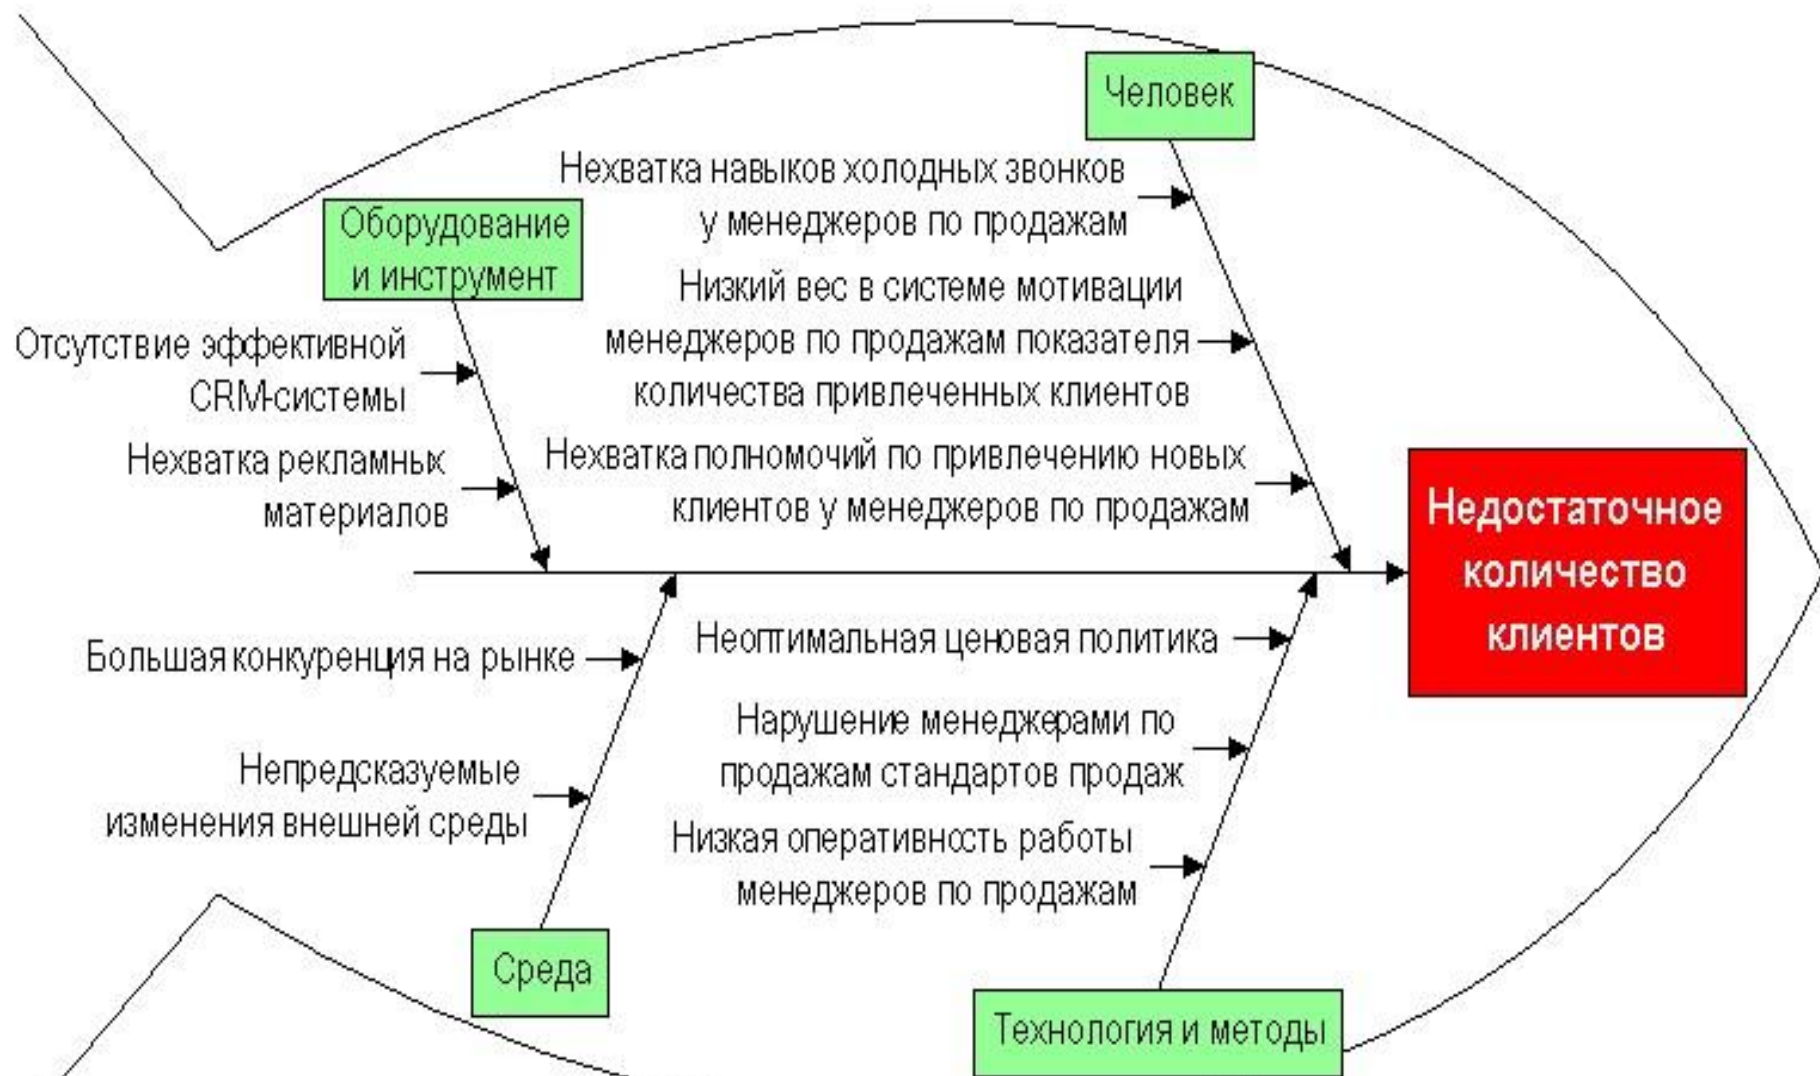 Человек
Нехватка навыков холодных звонков
у менеджеров по продажам
Оборудование
и инструмент
Низкий вес в системе мотивации
менеджеров по продажам показателя
количества привлеченных клиентов
Отсутствие эффективной
CRM-системы
Нехватка рекламных
материалов
Нехватка полномочий по привлечению новых
клиентов у менеджеров по продажам
Недостаточное
количество
клиентов
Большая конкуренция на рынке
Неоптимальная ценовая политика
Непредсказуемые
изменения внешней среды
Нарушение менеджерами по
продажам стандартов продаж
Низкая оперативность работы
менеджеров по продажам
Среда
Технология и методы